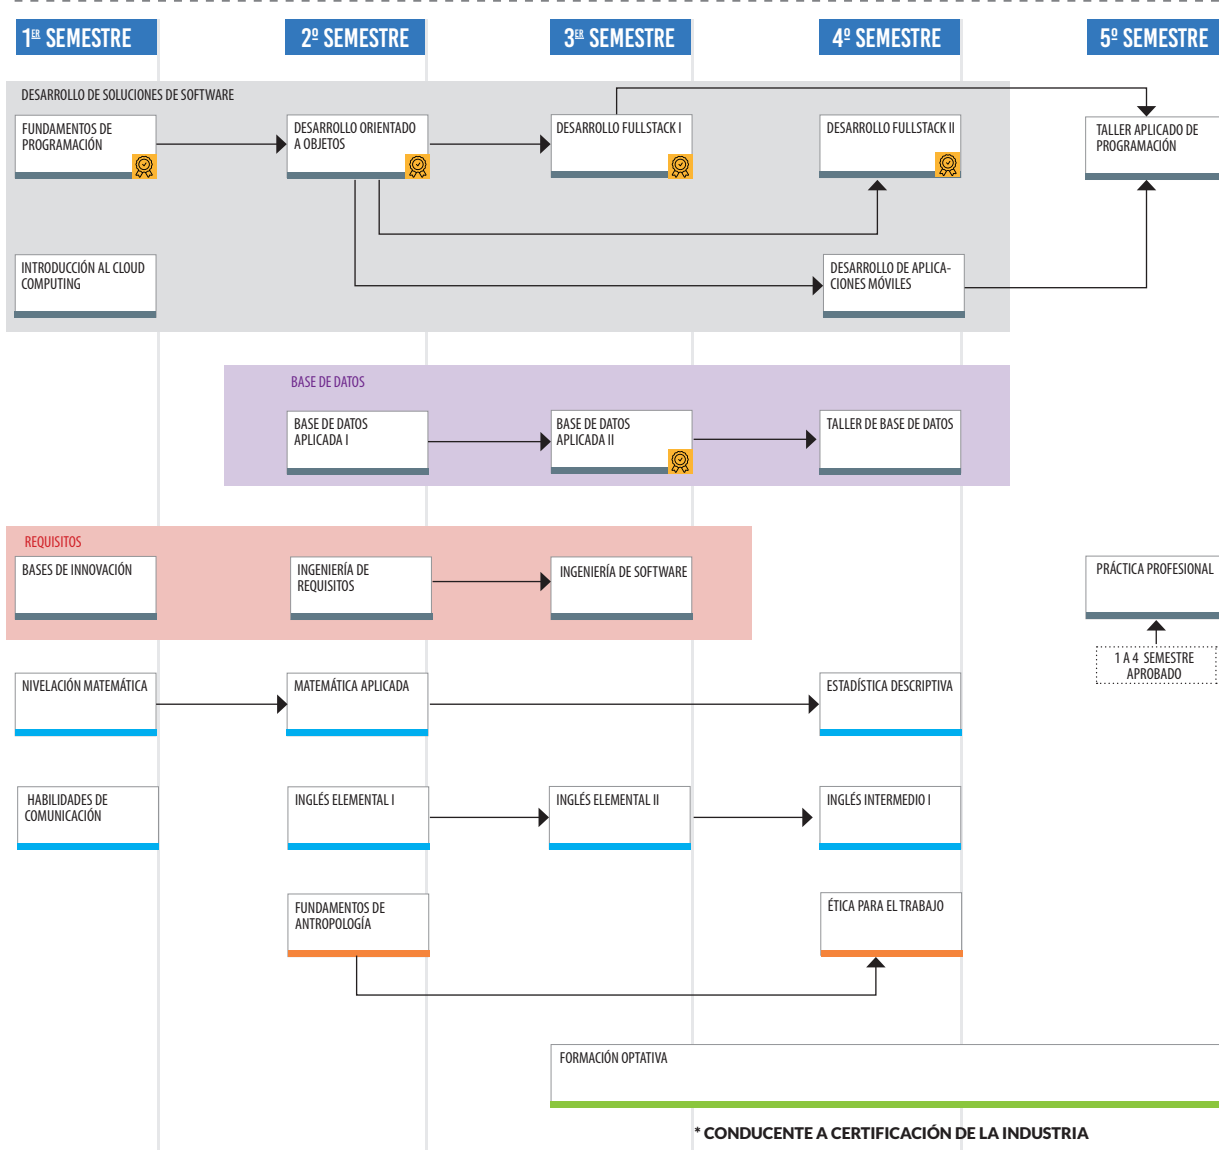 1ER SEMESTRE
2º SEMESTRE
3ER SEMESTRE
4º SEMESTRE
5º SEMESTRE
DESARROLLO DE SOLUCIONES DE SOFTWARE
FUNDAMENTOS DE
PROGRAMACIÓN
DESARROLLO ORIENTADO
A OBJETOS
DESARROLLO FULLSTACK I
DESARROLLO FULLSTACK II
TALLER APLICADO DE
PROGRAMACIÓN
INTRODUCCIÓN AL CLOUD
COMPUTING
DESARROLLO DE APLICA-
CIONES MÓVILES
BASE DE DATOS
BASE DE DATOS
APLICADA I
BASE DE DATOS
APLICADA II
TALLER DE BASE DE DATOS
REQUISITOS
BASES DE INNOVACIÓN
INGENIERÍA DE
REQUISITOS
INGENIERÍA DE SOFTWARE
PRÁCTICA PROFESIONAL
1 A 4 SEMESTRE
APROBADO
NIVELACIÓN MATEMÁTICA
MATEMÁTICA APLICADA
ESTADÍSTICA DESCRIPTIVA
HABILIDADES DE
COMUNICACIÓN
INGLÉS ELEMENTAL I
INGLÉS ELEMENTAL II
INGLÉS INTERMEDIO I
FUNDAMENTOS DE
ANTROPOLOGÍA
ÉTICA PARA EL TRABAJO
FORMACIÓN OPTATIVA
* CONDUCENTE A CERTIFICACIÓN DE LA INDUSTRIA